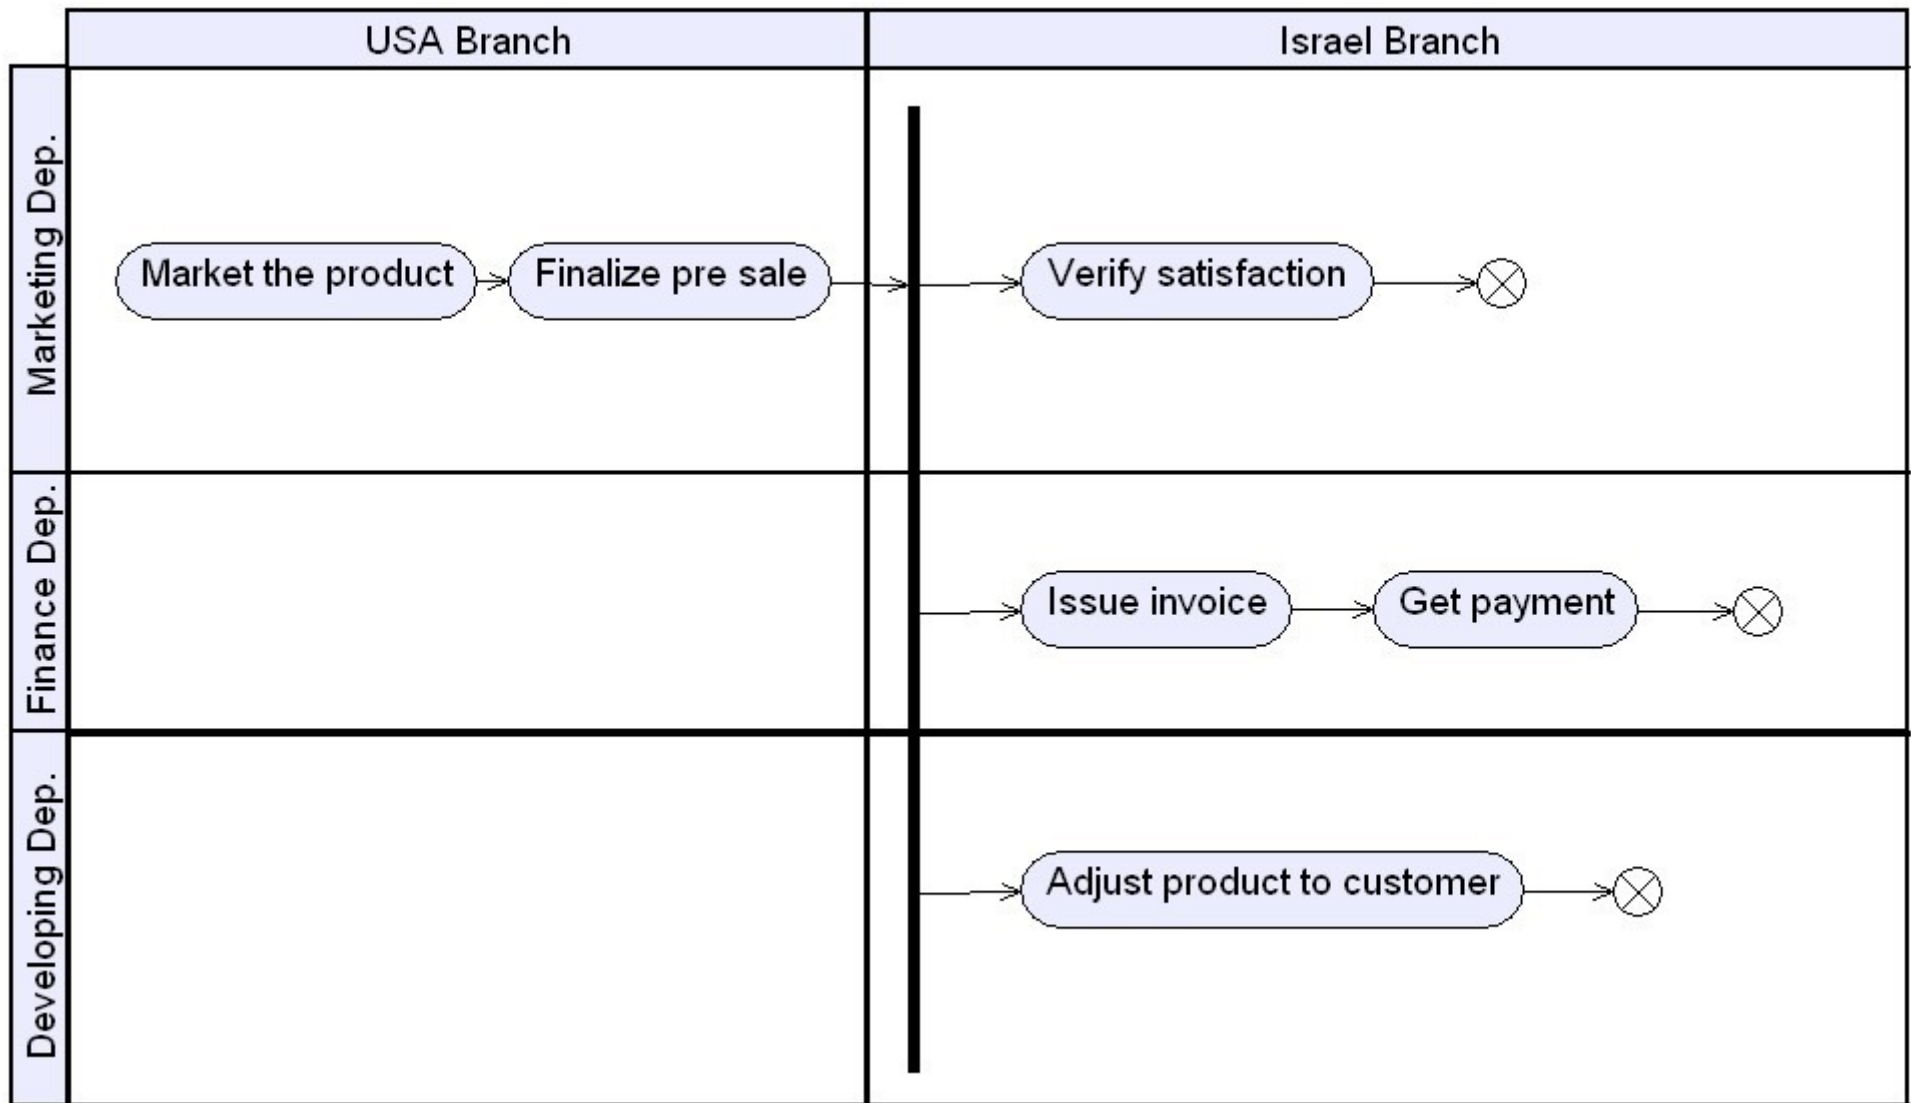 USA Branch
Israel Branch
Marketing Dep.
Market the product
Finalize pre sale
Verify satisfaction
Finance Dep.
Issue invoice
Get payment
Developing Dep.
Adjust product to customer